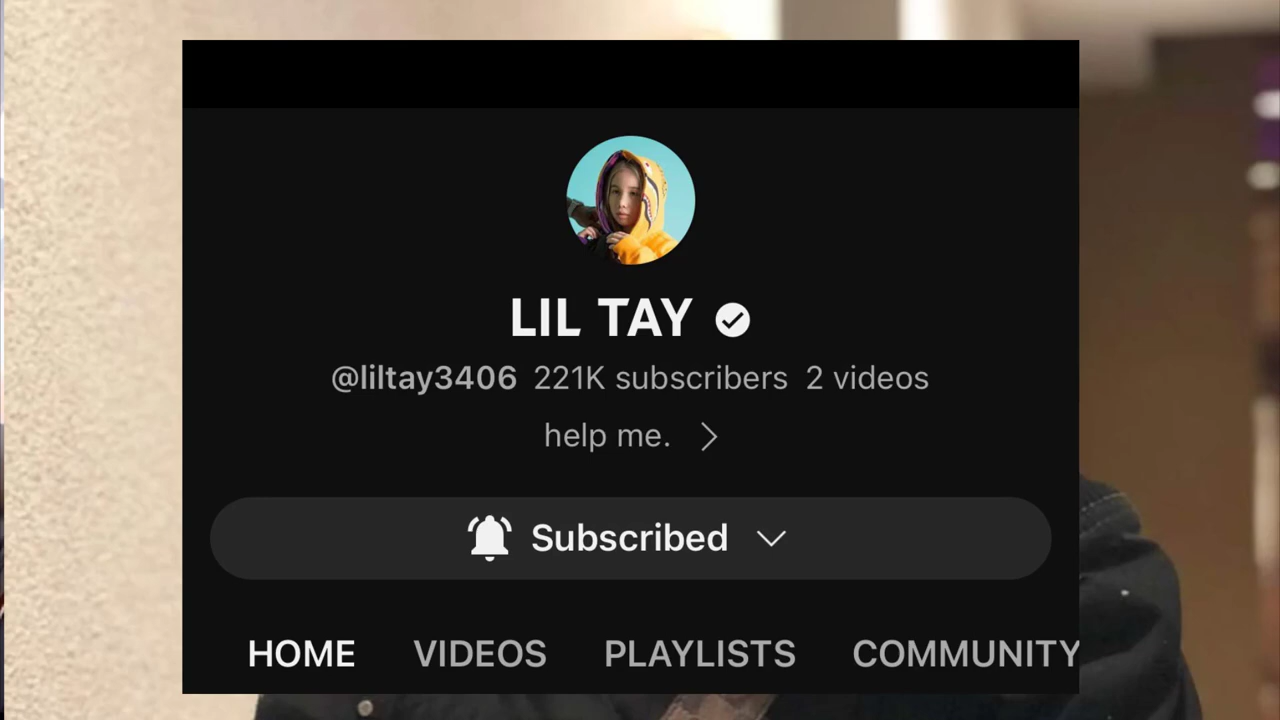 LIL TAY
@liltay3406 221K subscribers 2 videos
help me.
Subscribed
HOME VIDEOS PLAYLISTS COMMUNITY